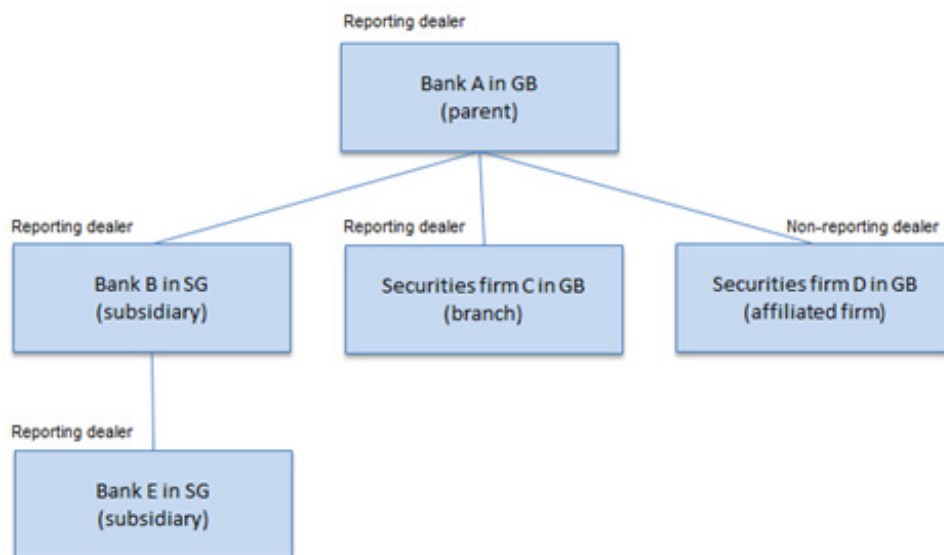 Reporting dealer
Bank A in GB
(parent)
Reporting dealer
Bank B in SG
(subsidiary)
Reporting dealer
Securities firm C in GB
(branch)
Non-reporting dealer
Securities firm D in GB
(affiliated firm)
Reporting dealer
Bank E in SG
(subsidiary)